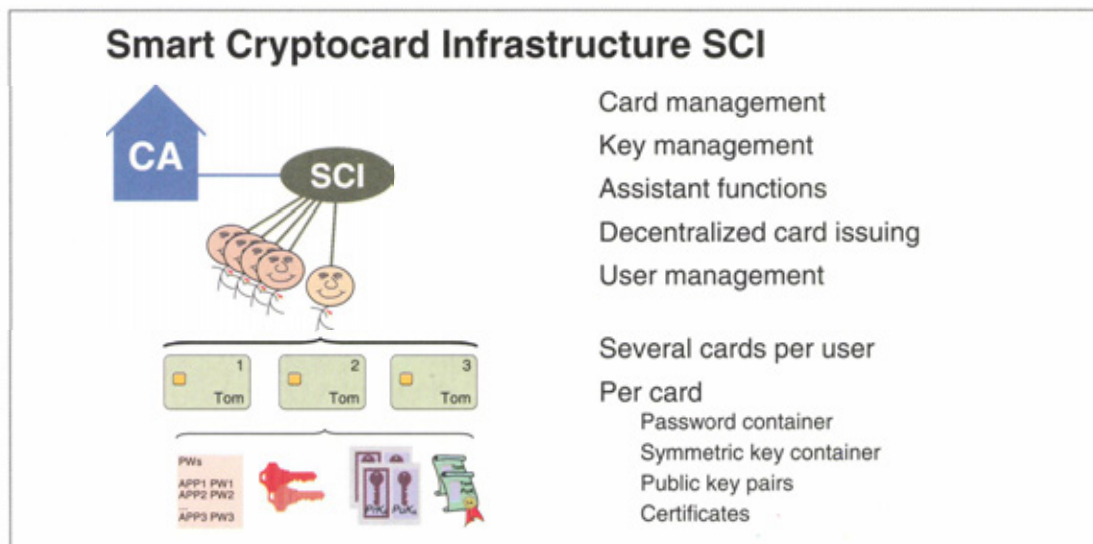 Smart Cryptocard Infrastructure SCI
CA
SCI
1
Tom
2
Tom
3
Tom
PWs
APP1 PW1
APP2 PW2
...
APP3 PW3
PrK
PuK
Card management
Key management
Assistant functions
Decentralized card issuing
User management
Several cards per user
Per card
Password container
Symmetric key container
Public key pairs
Certificates